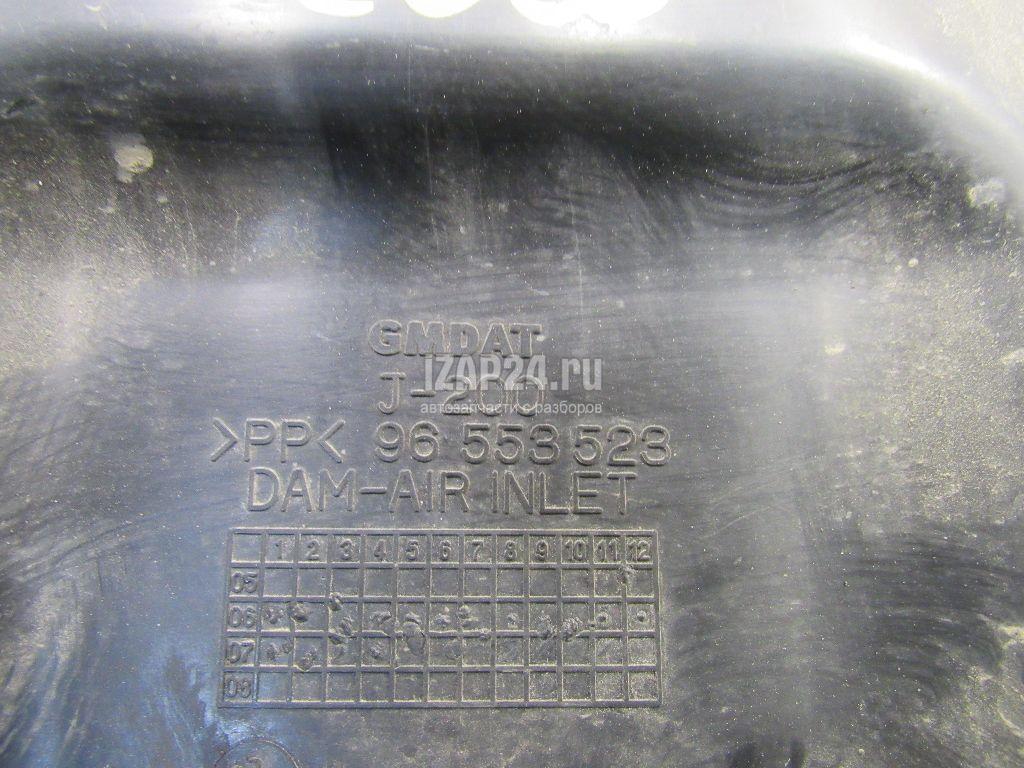 GMDAT
IZAP24.ru
J-200
автозапчасти с разборов
>PP< 96 553 523
DAM-AIR INLET
1 2 3 4 5 6 7 8 9 10 11 12
05
06
07
08